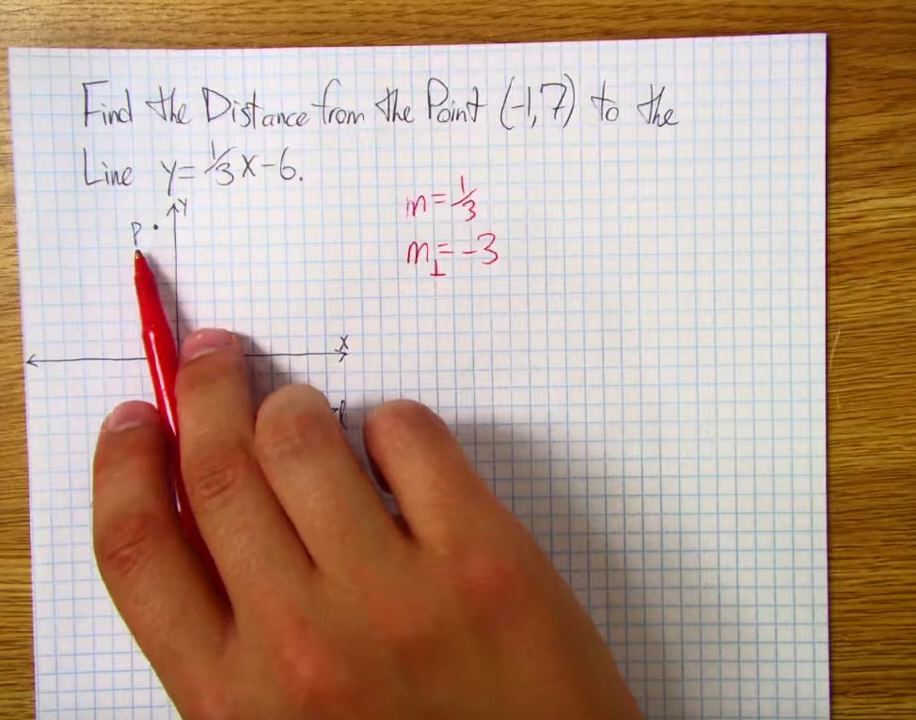 Find the Distance from the Point (-1,7) to the
Line y=1/3x-6.
m=1/3
m⊥=-3
y
P
x
l